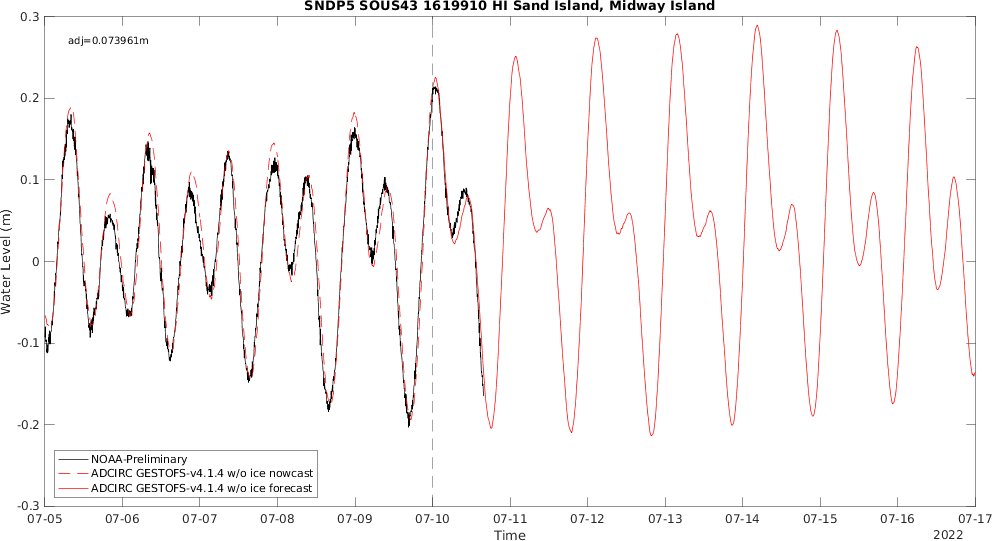 SNDP5 SOUS43 1619910 HI Sand Island, Midway Island
adj=0.073961m
0.3
0.2
0.1
0
-0.1
-0.2
-0.3
Water Level (m)
NOAA-Preliminary
ADCIRC GESTOFS-v4.1.4 w/o ice nowcast
ADCIRC GESTOFS-v4.1.4 w/o ice forecast
07-05 07-06 07-07 07-08 07-09 07-10 07-11 07-12 07-13 07-14 07-15 07-16 07-17
Time
2022